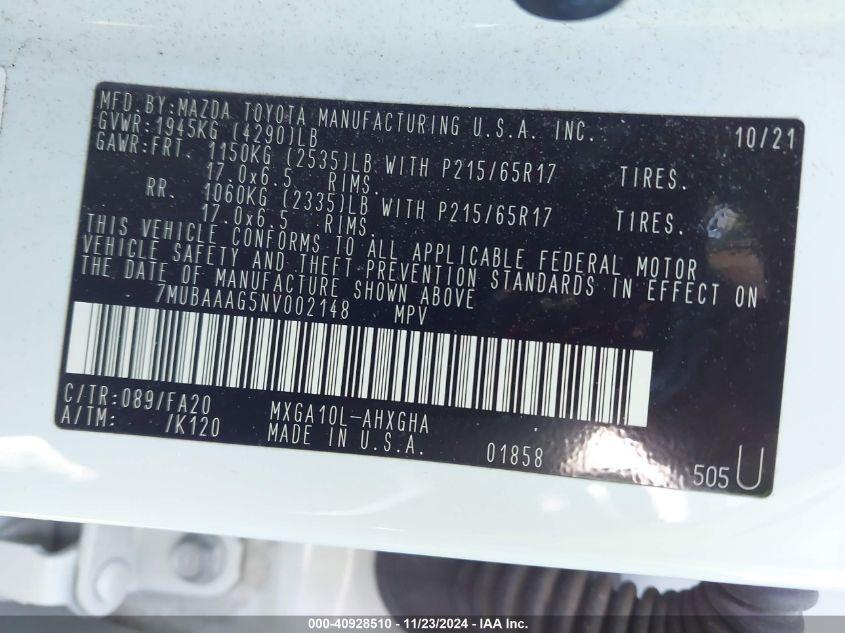 MFD.BY:MAZDA TOYOTA MANUFACTURING U.S.A. INC. 10/21
GVWR:1945KG (4290)LB
GAWR:FRT. 1150KG (2535)LB WITH P215/65R17 TIRES.
17.0x6.5 RIMS.
RR. 1060KG (2335)LB WITH P215/65R17 TIRES.
17.0x6.5 RIMS.
THIS VEHICLE CONFORMS TO ALL APPLICABLE FEDERAL MOTOR
VEHICLE SAFETY AND THEFT PREVENTION STANDARDS IN EFFECT ON
THE DATE OF MANUFACTURE SHOWN ABOVE
7MUBAAAG5NV002148 MPV
C/TR:089/FA20 MXGA10L-AHXGHA
A/TM: /K120 MADE IN U.S.A. 01858 505 U
000-40928510 - 11/23/2024 - IAA Inc.